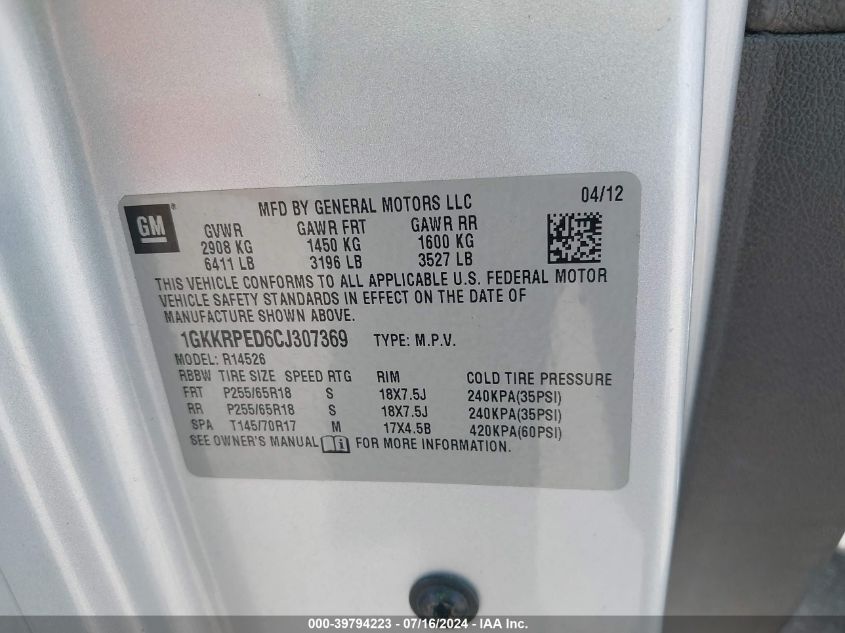 GM ®
MFD BY GENERAL MOTORS LLC 04/12
GVWR GAWR FRT GAWR RR
2908 KG 1450 KG 1600 KG
6411 LB 3196 LB 3527 LB
THIS VEHICLE CONFORMS TO ALL APPLICABLE U.S. FEDERAL MOTOR
VEHICLE SAFETY STANDARDS IN EFFECT ON THE DATE OF
MANUFACTURE SHOWN ABOVE.
1GKKRPED6CJ307369 TYPE: M.P.V.
MODEL: R14526
RBBW TIRE SIZE SPEED RTG RIM COLD TIRE PRESSURE
FRT P255/65R18 S 18X7.5J 240KPA(35PSI)
RR P255/65R18 S 18X7.5J 240KPA(35PSI)
SPA T145/70R17 M 17X4.5B 420KPA(60PSI)
SEE OWNER'S MANUAL i FOR MORE INFORMATION.
000-39794223 - 07/16/2024 - IAA Inc.